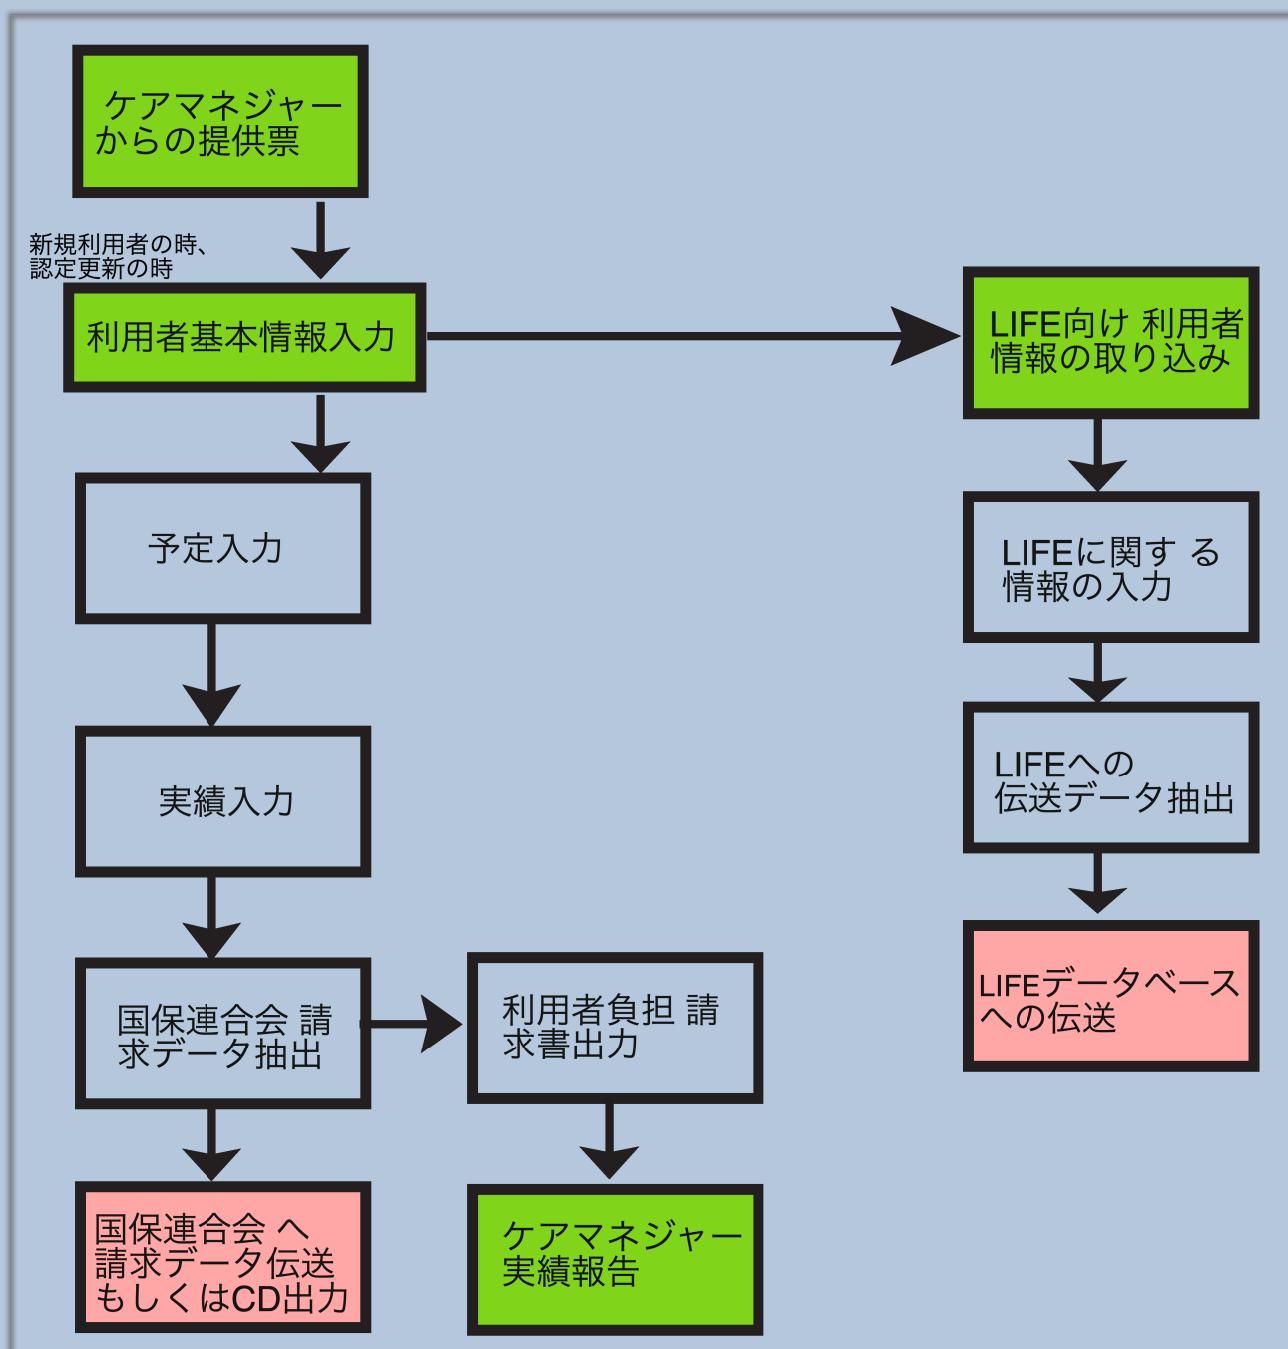 ケアマネジャー
からの提供票
新規利用者の時、
認定更新の時
利用者基本情報入力
LIFE向け 利用者
情報の取り込み
予定入力
LIFEに関す る
情報の入力
実績入力
LIFEへの
伝送データ抽出
国保連合会 請
求データ抽出
利用者負担 請
求書出力
LIFEデータベース
への伝送
国保連合会 へ
請求データ伝送
もしくはCD出力
ケアマネジャー
実績報告